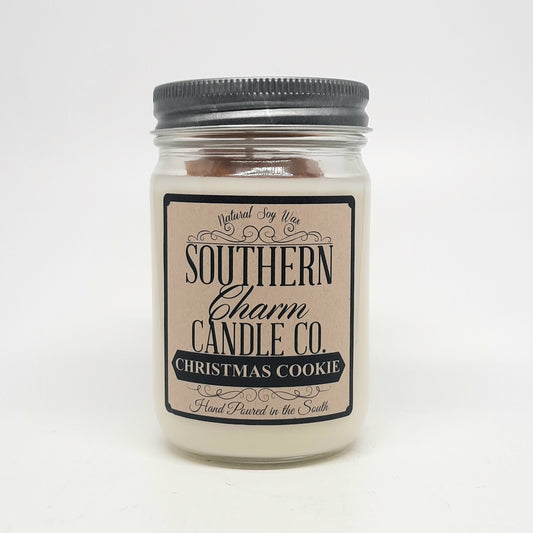 Natural Soy Wax
SOUTHERN
Charm
CANDLE CO.
CHRISTMAS COOKIE
Hand Poured in the South